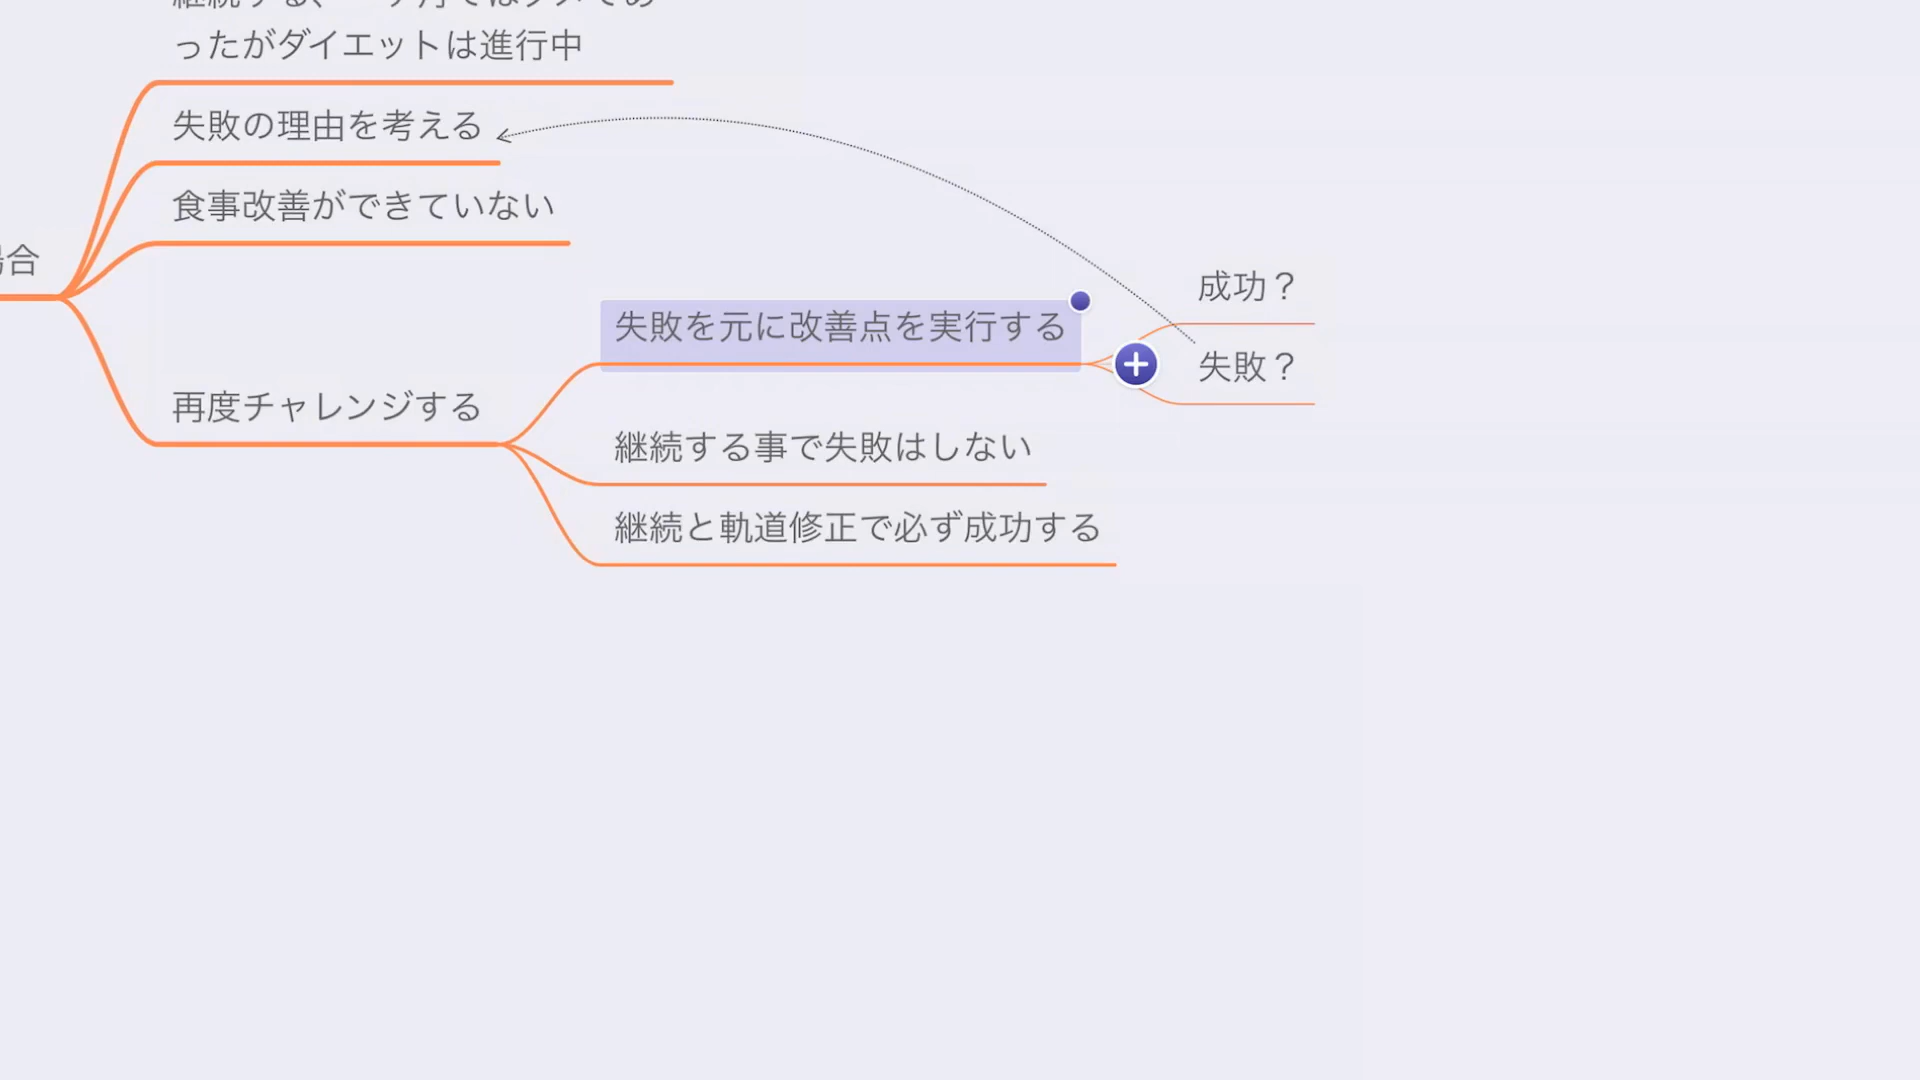 ったがダイエットは進行中
失敗の理由を考える
食事改善ができていない
場合
再度チャレンジする
失敗を元に改善点を実行する
成功？
失敗？
継続する事で失敗はしない
継続と軌道修正で必ず成功する